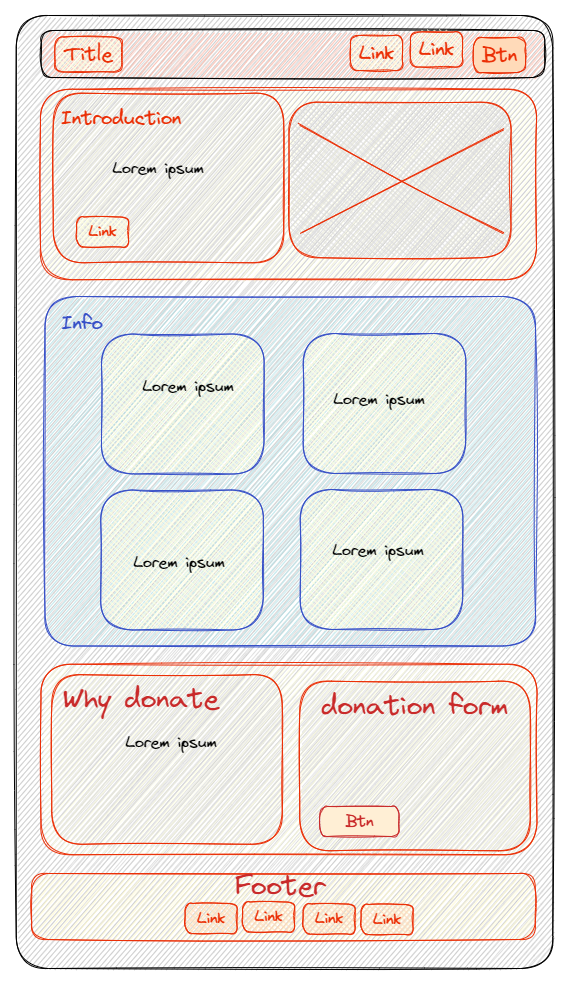 Title
Link
Link
Btn
Introduction
Lorem ipsum
Link
Info
Lorem ipsum
Lorem ipsum
Lorem ipsum
Lorem ipsum
Why donate
Lorem ipsum
donation form
Btn
Footer
Link
Link
Link
Link